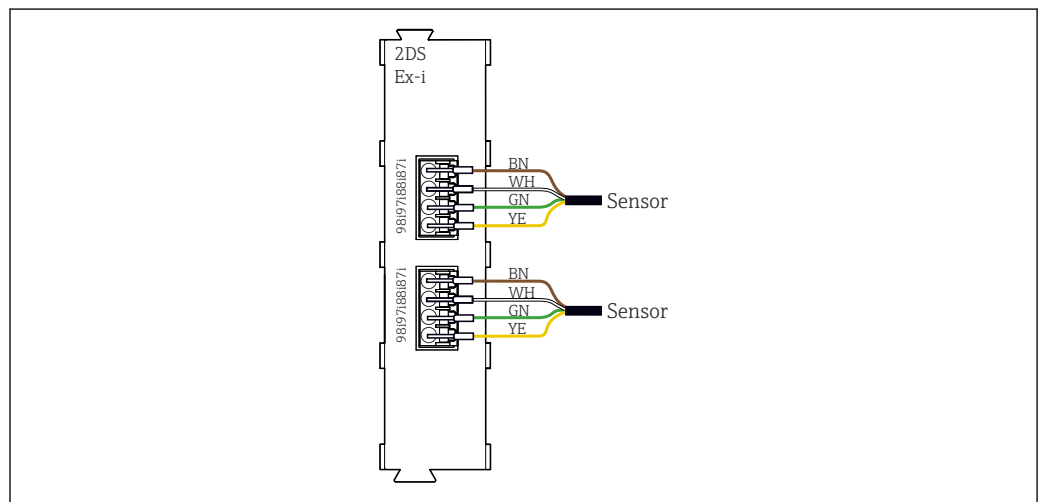 2DS
Ex-i
98i97i88i87i
BN
WH
GN
YE
Sensor
98i97i88i87i
BN
WH
GN
YE
Sensor